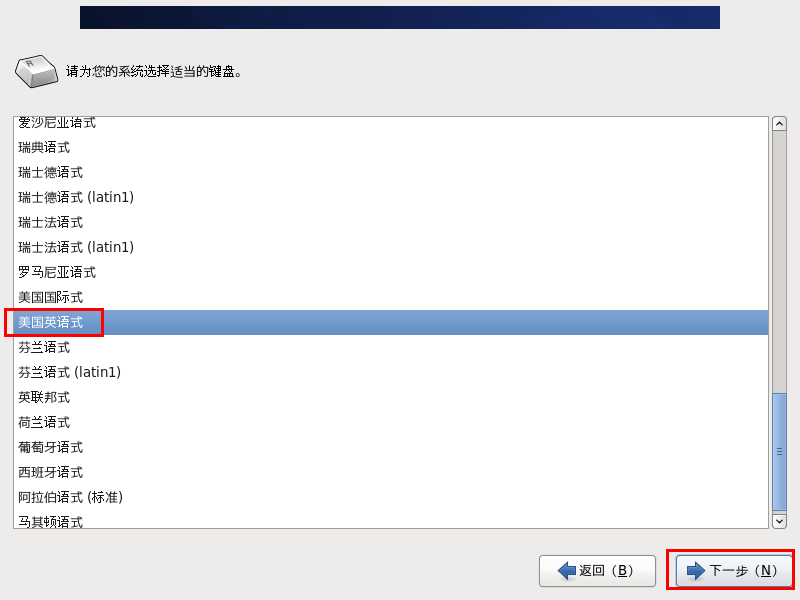 请为您的系统选择适当的键盘。
爱沙尼亚语式
瑞典语式
瑞士德语式
瑞士德语式 (latin1)
瑞士法语式
瑞士法语式 (latin1)
罗马尼亚语式
美国国际式
美国英语式
芬兰语式
芬兰语式 (latin1)
英联邦式
荷兰语式
葡萄牙语式
西班牙语式
阿拉伯语式 (标准)
马其顿语式
返回（B）
下一步（N）